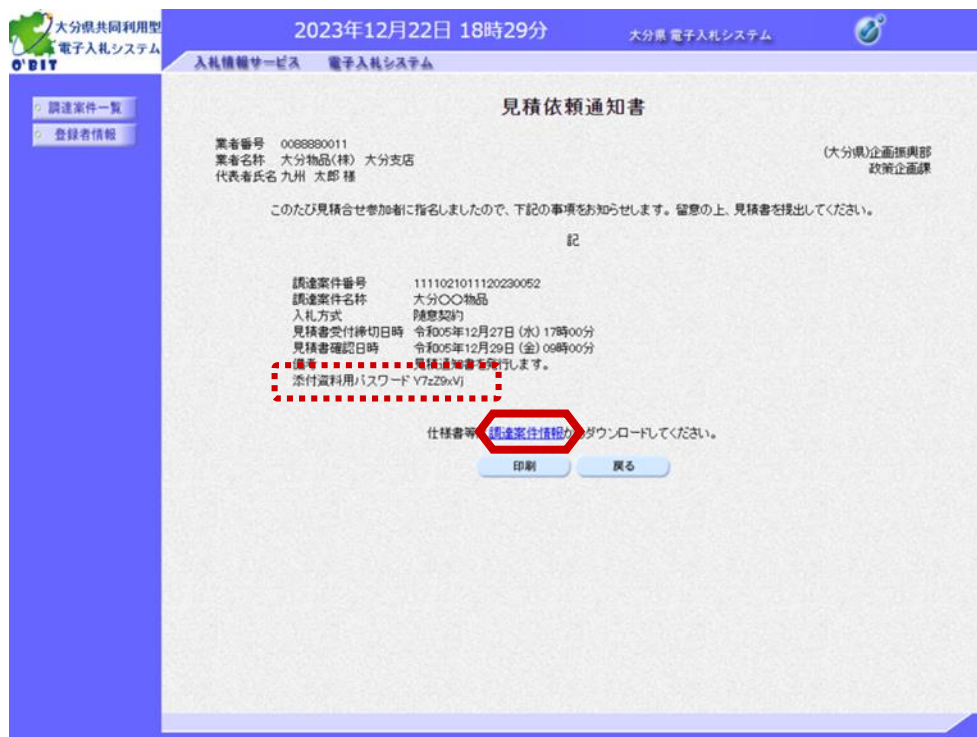 大分県共同利用型
電子入札システム
O'BIT
2023年12月22日 18時29分
大分県 電子入札システム
入札情報サービス 電子入札システム
調達案件一覧
登録者情報
見積依頼通知書
業者番号 0088880011
業者名称 大分物品(株) 大分支店
代表者氏名 九州 太郎 様
(大分県)企画振興部
政策企画課
このたび見積合せ参加者に指名しましたので、下記の事項をお知らせします。留意の上、見積書を提出してください。
記
調達案件番号 1111021011120230052
調達案件名称 大分〇〇物品
入札方式 随意契約
見積書受付締切日時 令和05年12月27日(水)17時00分
見積書確認日時 令和05年12月29日(金)09時00分
備考 見積通知書を発行します。
添付資料用パスワード Y7zZ9xVj
仕様書等 調達案件情報 ダウンロードしてください。
印刷 戻る